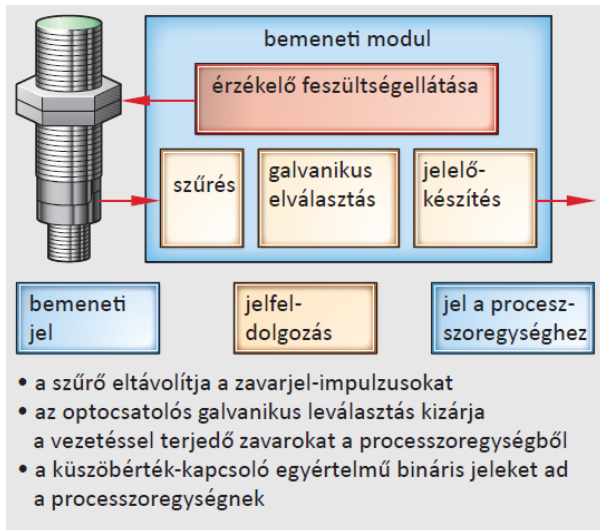 bemeneti modul
érzékelő feszültségellátása
szűrés
galvanikus
elválasztás
jelelő-
készítés
bemeneti
jel
jelfel-
dolgozás
jel a procesz-
szoregységhez
• a szűrő eltávolítja a zavarjel-impulzusokat
• az optocsatolós galvanikus leválasztás kizárja
a vezetéssel terjedő zavarokat a processzoregységből
• a küszöbérték-kapcsoló egyértelmű bináris jeleket ad
a processzoregységnek